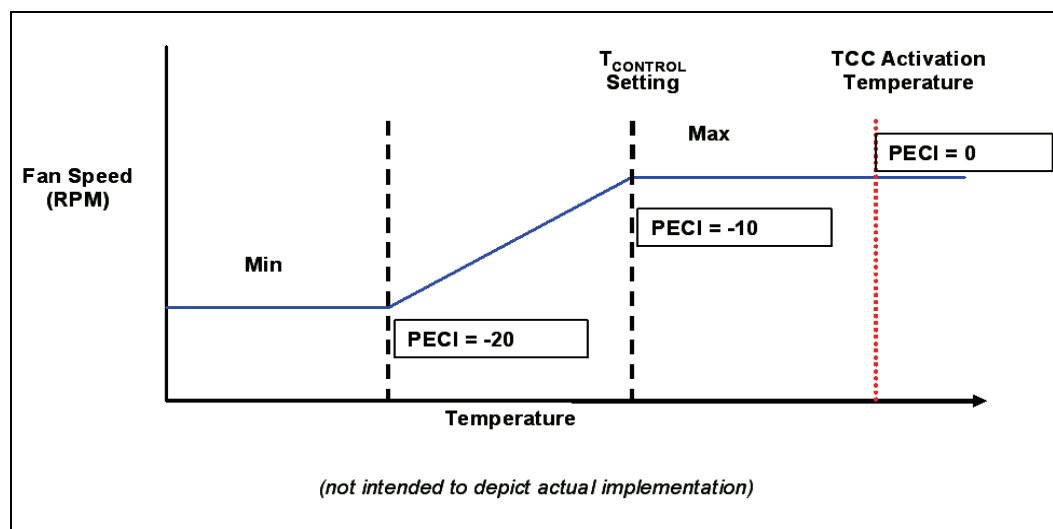 T_CONTROL
Setting
TCC Activation
Temperature
Max
PECI = 0
Fan Speed
(RPM)
PECI = -10
Min
PECI = -20
Temperature
(not intended to depict actual implementation)